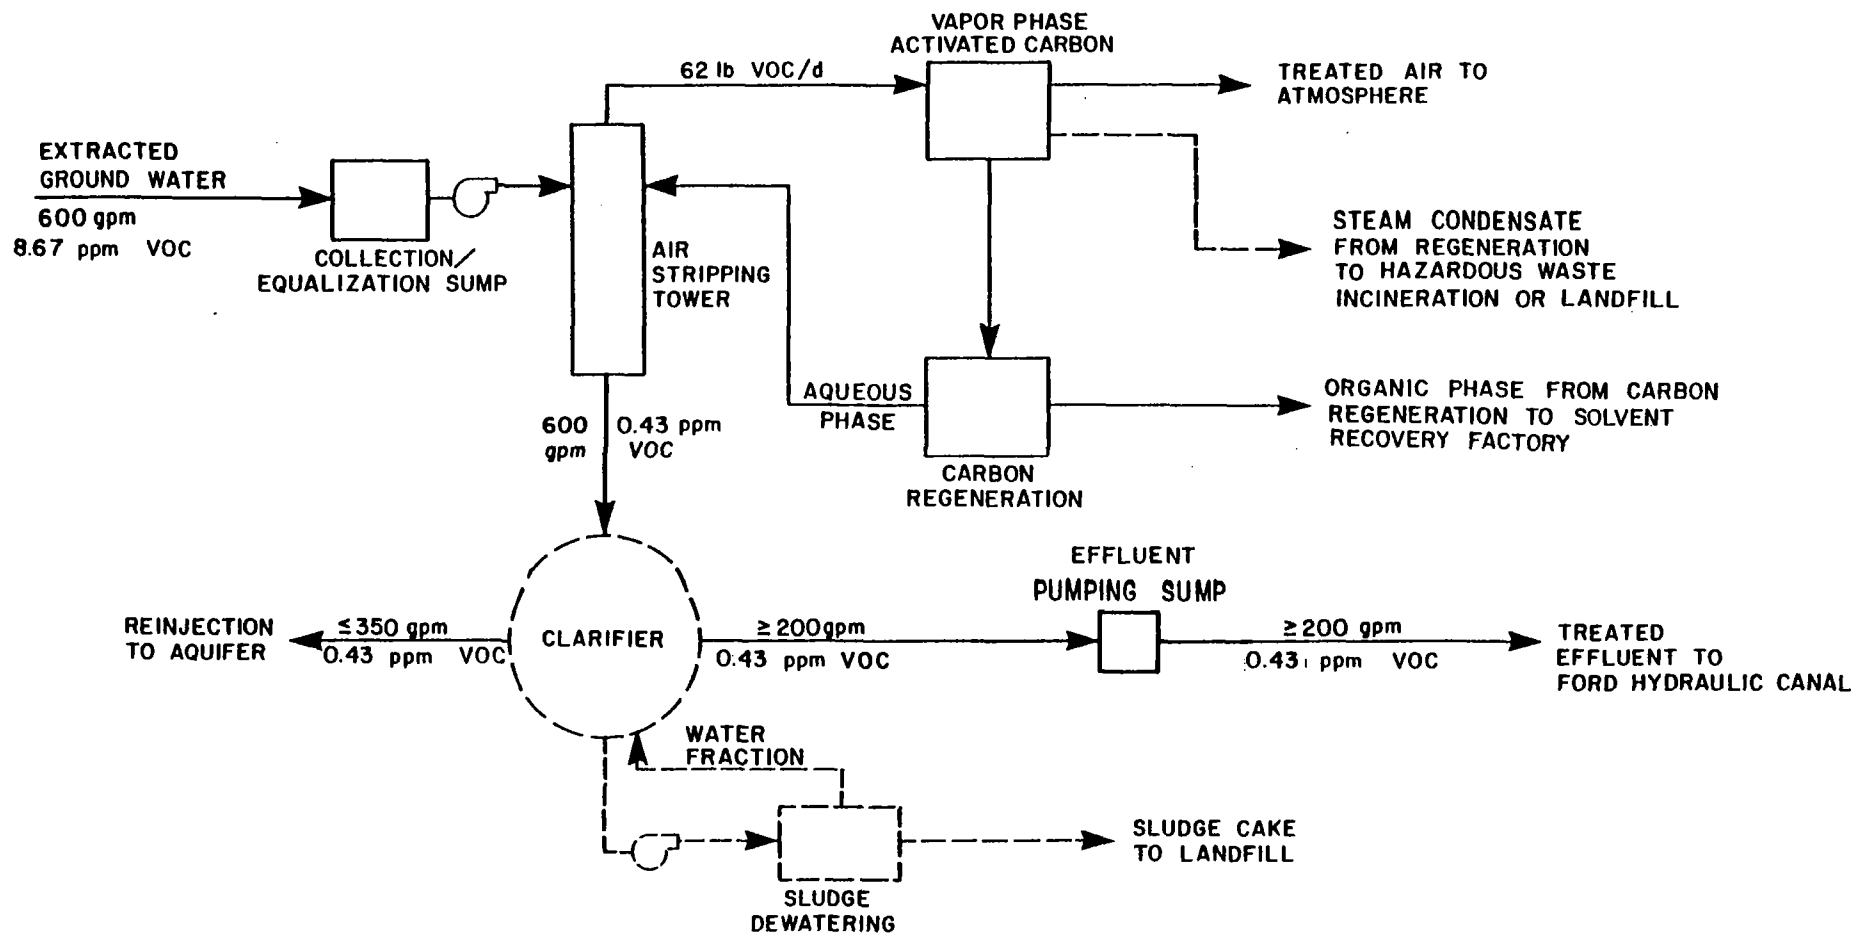 VAPOR PHASE
ACTIVATED CARBON
62 lb VOC/d
TREATED AIR TO
ATMOSPHERE
EXTRACTED
GROUND WATER
600 gpm
8.67 ppm VOC
COLLECTION/
EQUALIZATION SUMP
AIR
STRIPPING
TOWER
STEAM CONDENSATE
FROM REGENERATION
TO HAZARDOUS WASTE
INCINERATION OR LANDFILL
AQUEOUS
PHASE
ORGANIC PHASE FROM CARBON
REGENERATION TO SOLVENT
RECOVERY FACTORY
600
gpm
0.43 ppm
VOC
CARBON
REGENERATION
EFFLUENT
PUMPING SUMP
REINJECTION
TO AQUIFER
≤350 gpm
0.43 ppm VOC
CLARIFIER
≥200gpm
0.43 ppm VOC
≥200 gpm
0.43 ppm VOC
TREATED
EFFLUENT TO
FORD HYDRAULIC CANAL
WATER
FRACTION
SLUDGE CAKE
TO LANDFILL
SLUDGE
DEWATERING